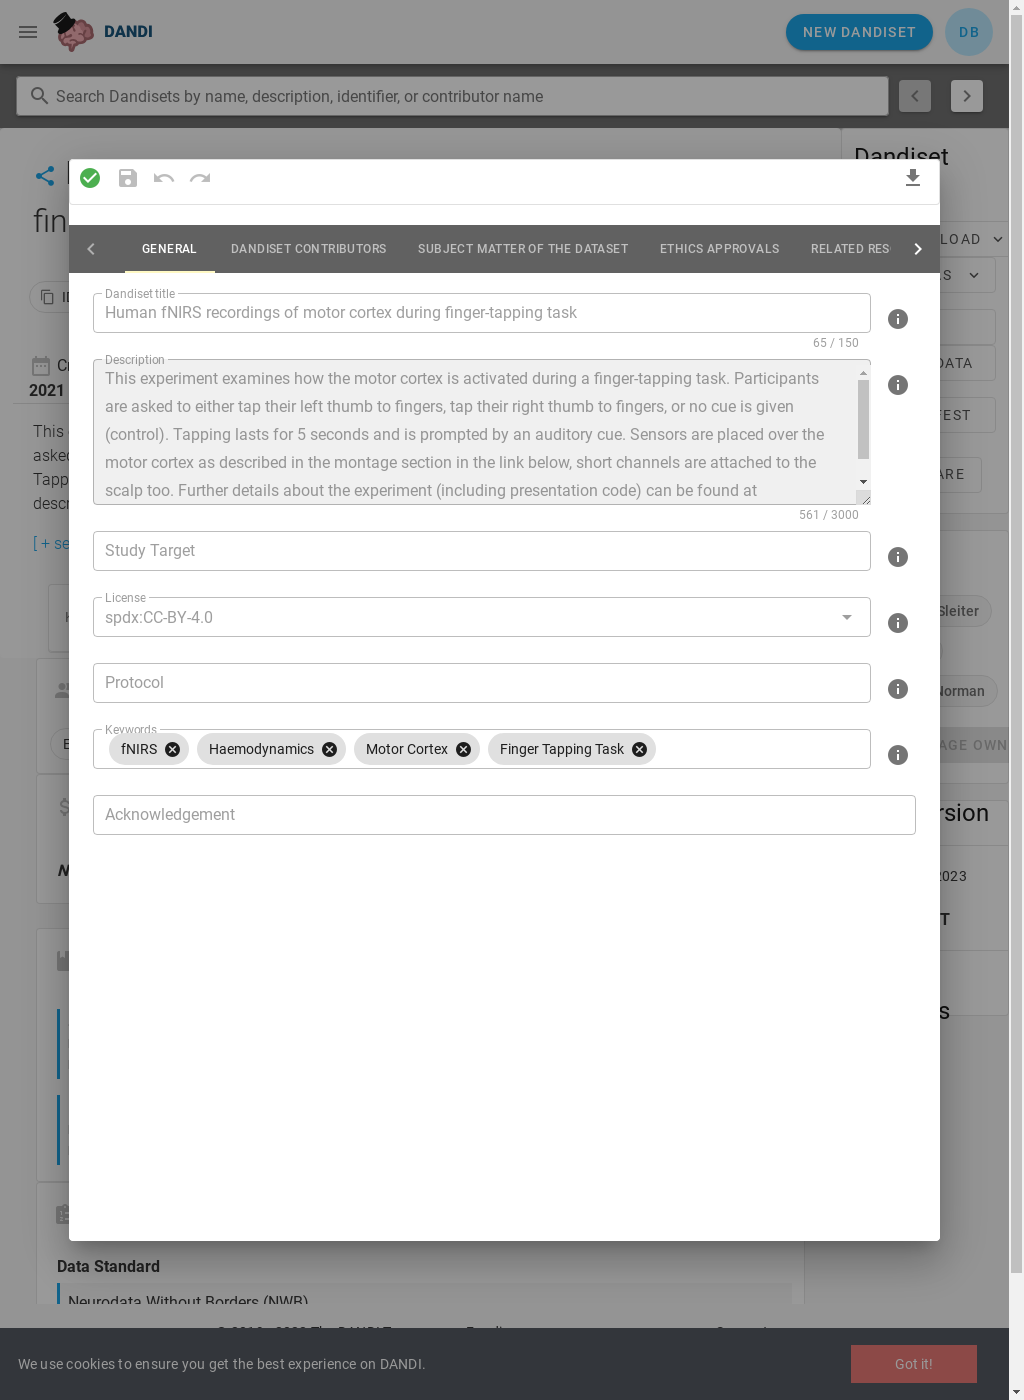 DANDI
NEW DANDISET
DB
Search Dandisets by name, description, identifier, or contributor name
Dandiset
fin
LOAD
GENERAL
DANDISET CONTRIBUTORS
SUBJECT MATTER OF THE DATASET
ETHICS APPROVALS
RELATED RES
Dandiset title
Human fNIRS recordings of motor cortex during finger-tapping task
65 / 150
Description
This experiment examines how the motor cortex is activated during a finger-tapping task. Participants
are asked to either tap their left thumb to fingers, tap their right thumb to fingers, or no cue is given
(control). Tapping lasts for 5 seconds and is prompted by an auditory cue. Sensors are placed over the
motor cortex as described in the montage section in the link below, short channels are attached to the
scalp too. Further details about the experiment (including presentation code) can be found at
561 / 3000
2021
This
asked
Tapp
descr
[ + se
DATA
FEST
ARE
Study Target
License
spdx:CC-BY-4.0
Sleiter
Protocol
Norman
Keywords
fNIRS
Haemodynamics
Motor Cortex
Finger Tapping Task
AGE OWN
Acknowledgement
rsion
2023
T
s
Data Standard
Neurodata Without Borders (NWB)
We use cookies to ensure you get the best experience on DANDI.
Got it!